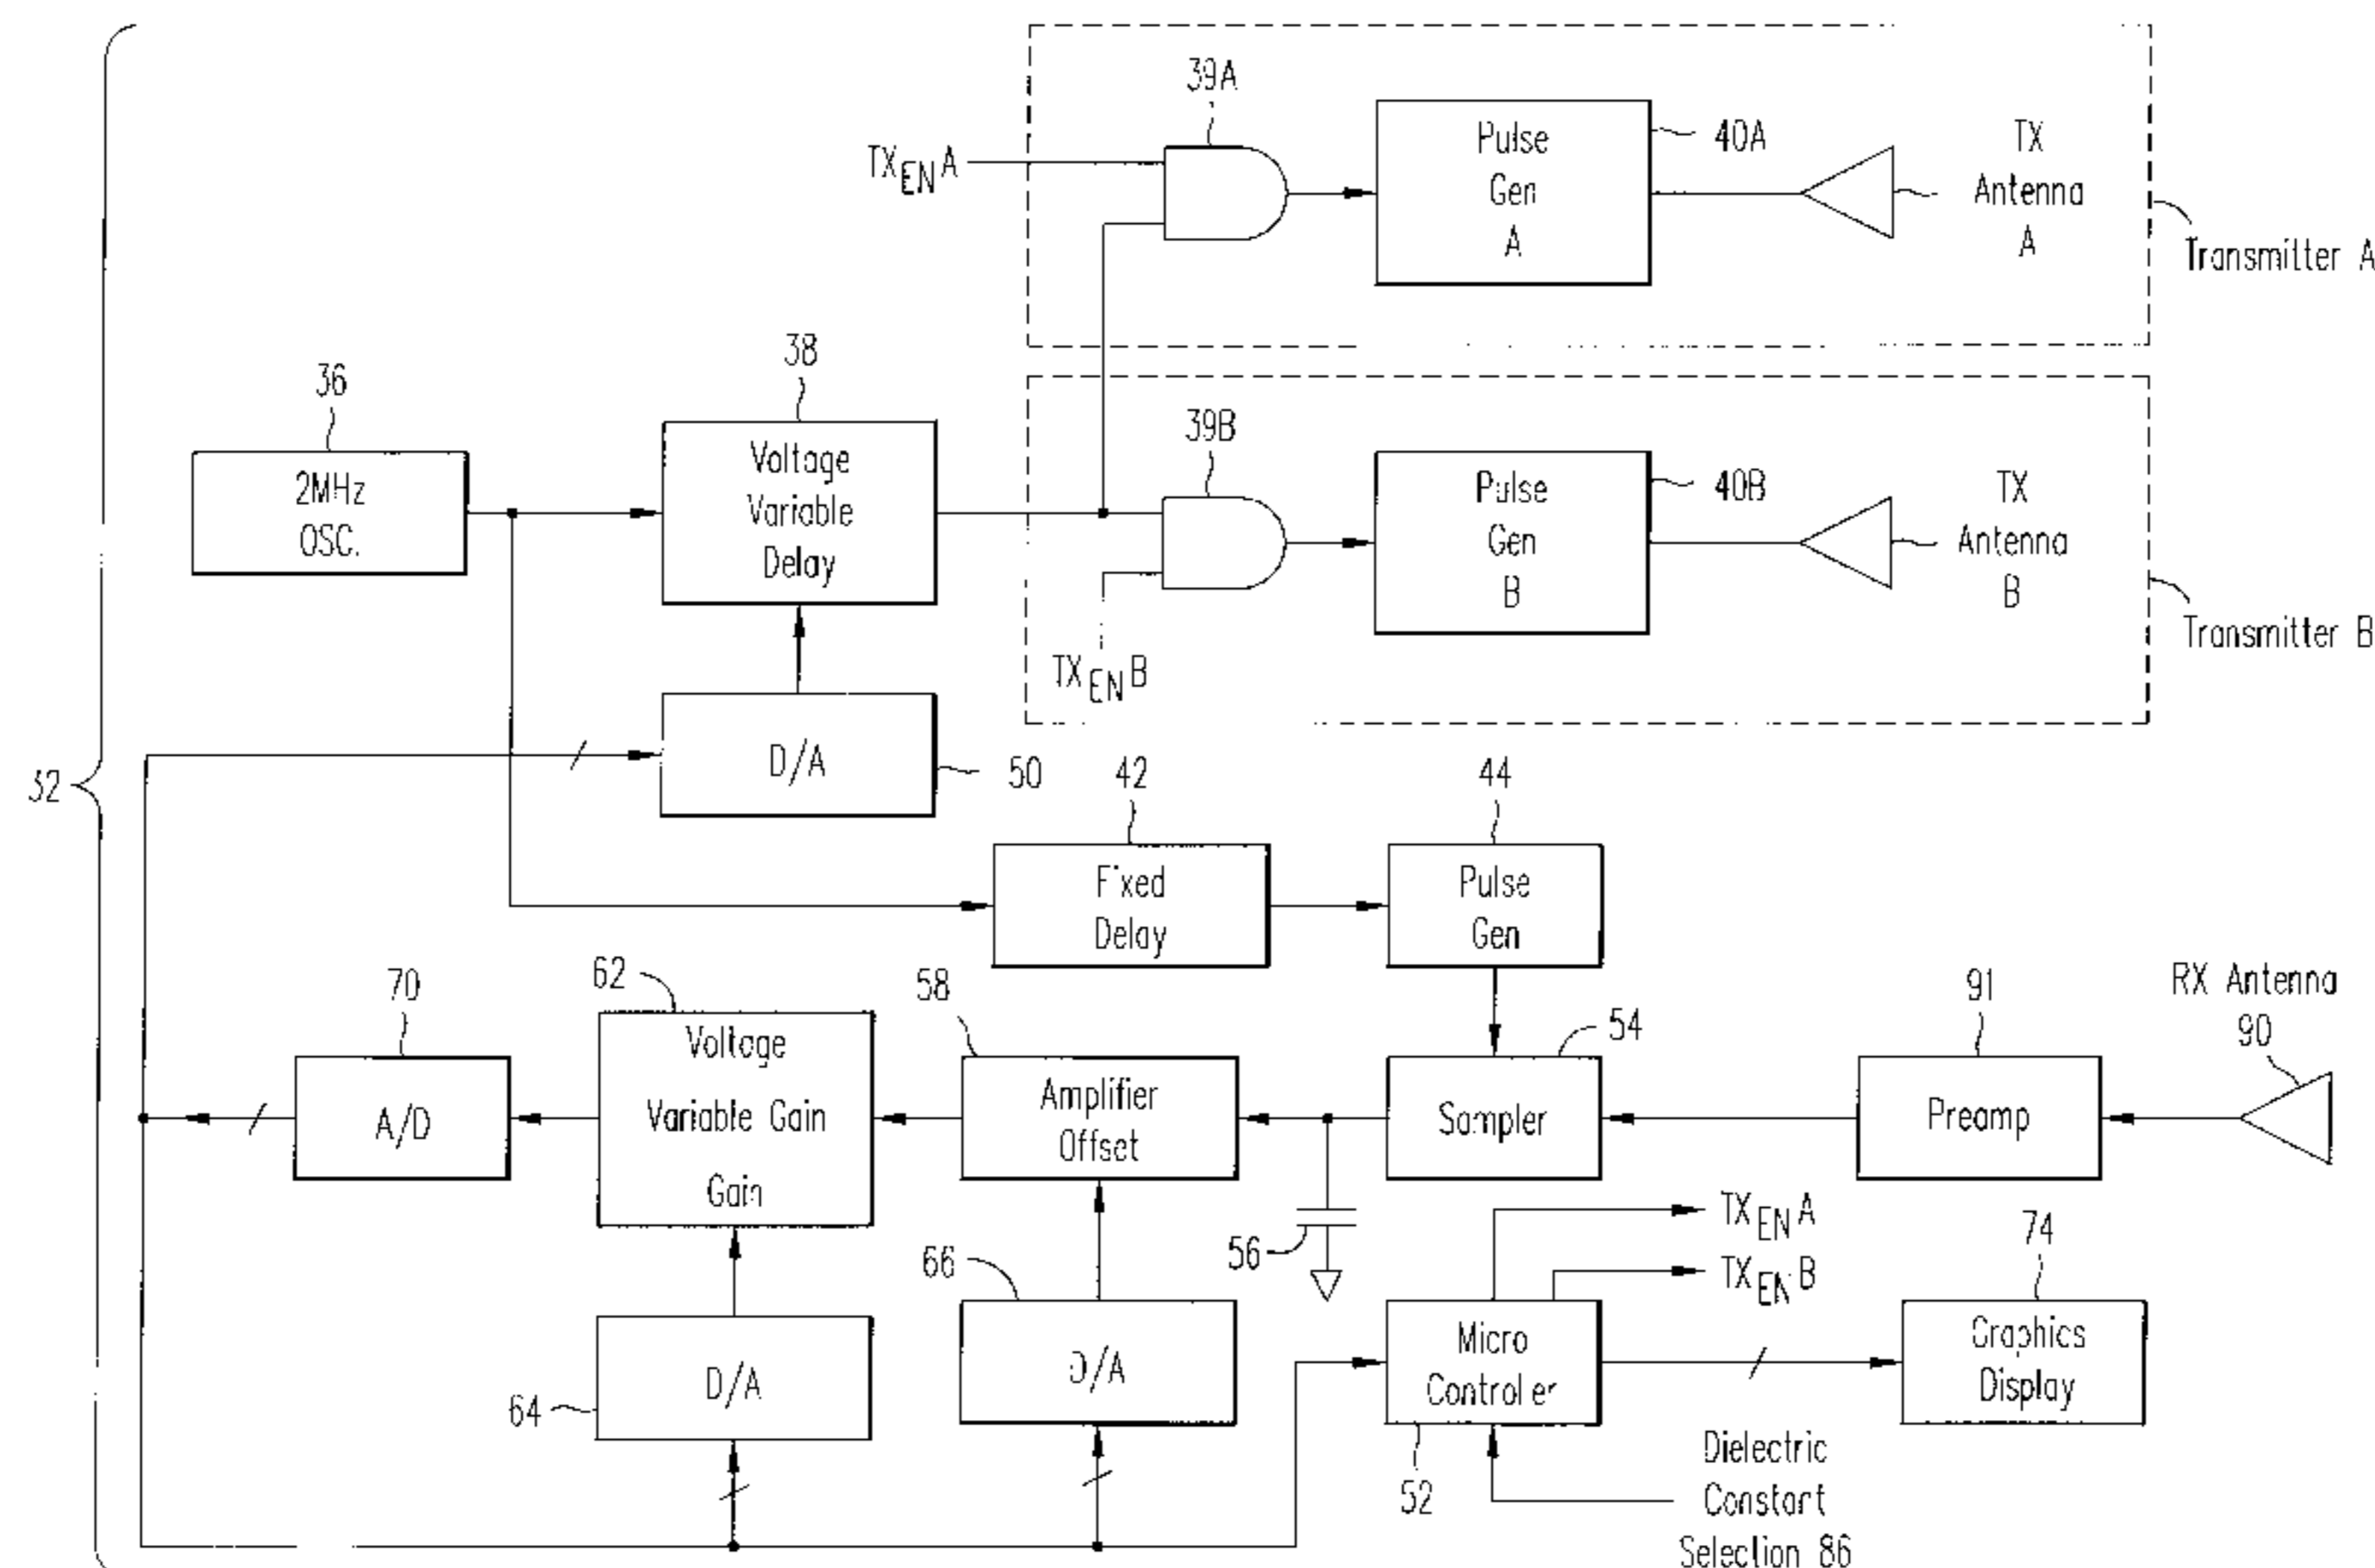 39A
TXENA
Pulse
Gen
A
40A
TX
Antenna
A
Transmitter A
36
2MHz
OSC.
38
Voltage
Variable
Delay
39B
TXENB
Pulse
Gen
B
40B
TX
Antenna
B
Transmitter B
32
D/A
50
42
Fixed
Delay
44
Pulse
Gen
70
A/D
62
Voltage
Variable Gain
Gain
58
Amplifier
Offset
54
Sampler
91
Preamp
RX Antenna
90
56
TXENA
TXENB
64
D/A
66
D/A
Micro
Controller
52
74
Graphics
Display
Dielectric
Constant
Selection 86